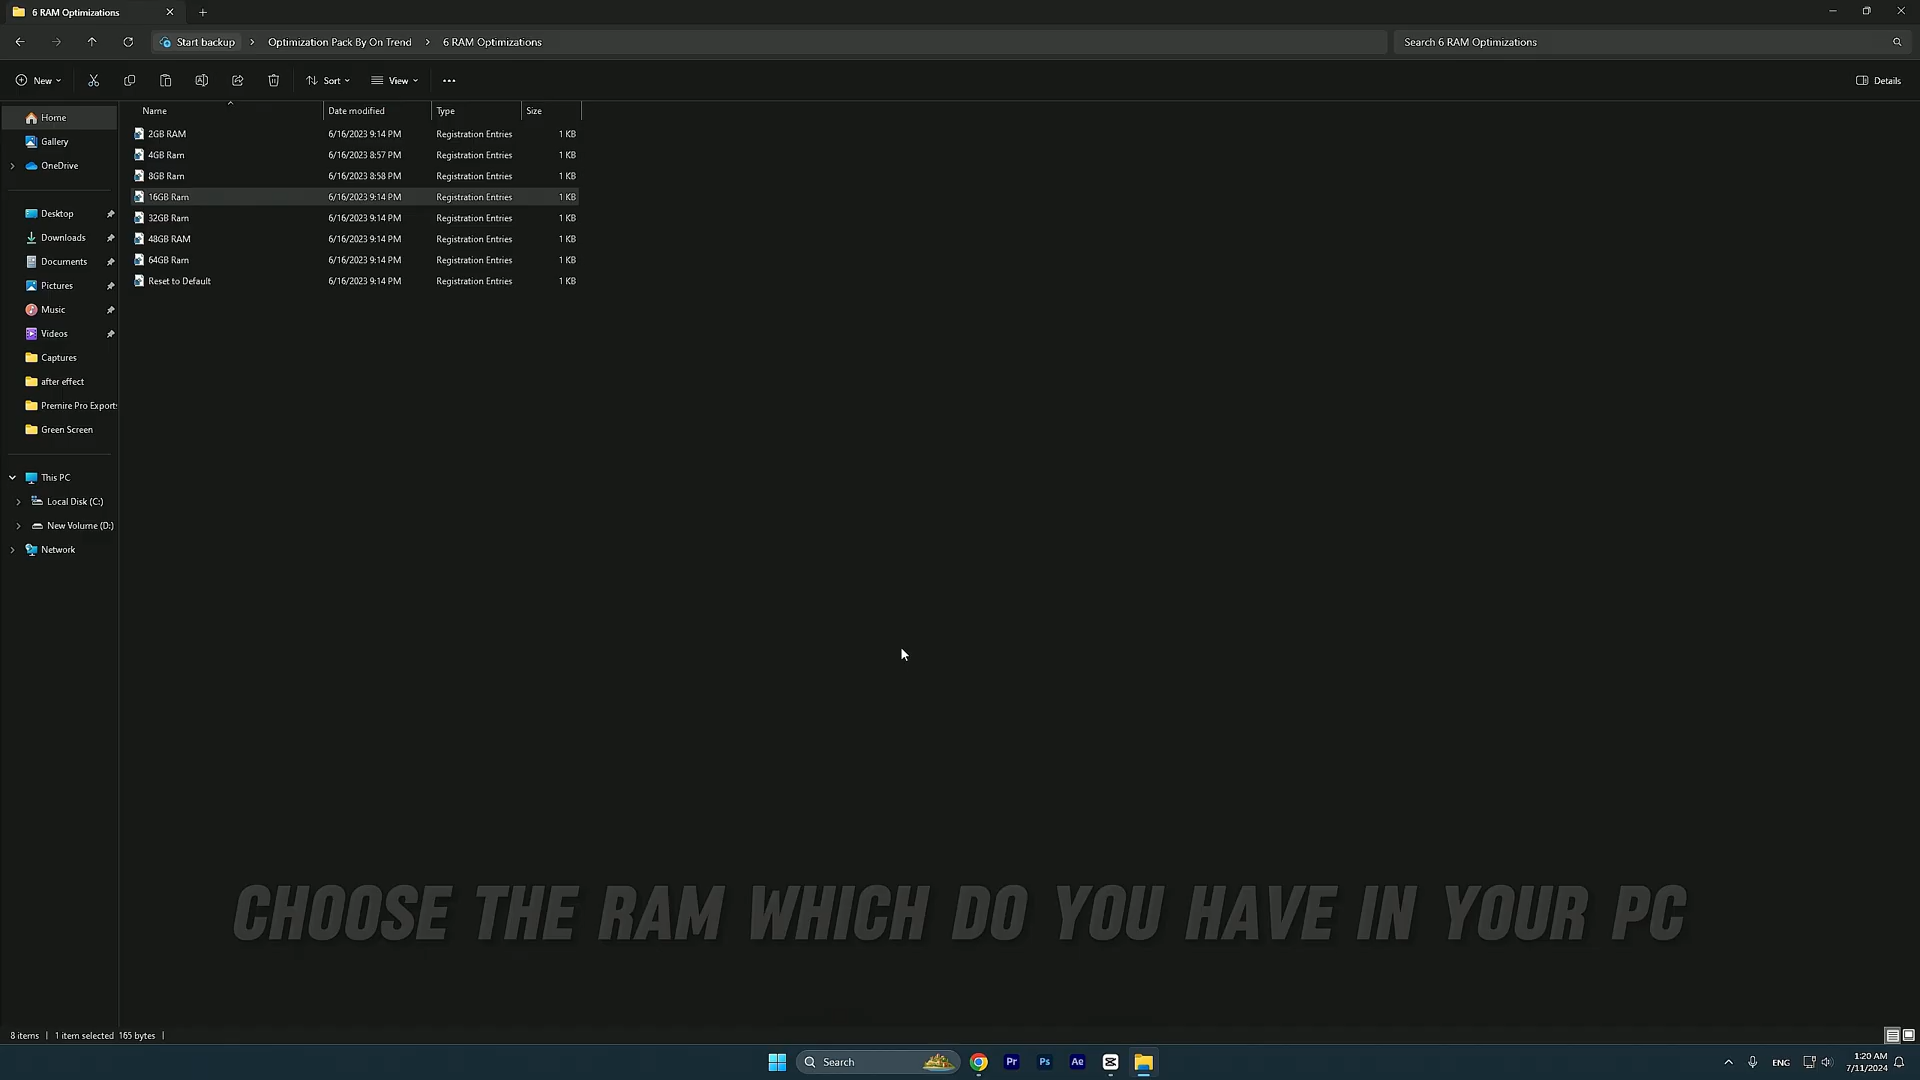 6 RAM Optimizations
Start backup > Optimization Pack By On Trend > 6 RAM Optimizations
Search 6 RAM Optimizations
New
Sort
View
Details
Name Date modified Type Size
2GB RAM 6/16/2023 9:14 PM Registration Entries 1 KB
4GB Ram 6/16/2023 8:57 PM Registration Entries 1 KB
8GB Ram 6/16/2023 8:58 PM Registration Entries 1 KB
16GB Ram 6/16/2023 9:14 PM Registration Entries 1 KB
32GB Ram 6/16/2023 9:14 PM Registration Entries 1 KB
48GB RAM 6/16/2023 9:14 PM Registration Entries 1 KB
64GB Ram 6/16/2023 9:14 PM Registration Entries 1 KB
Reset to Default 6/16/2023 9:14 PM Registration Entries 1 KB
Home
Gallery
OneDrive
Desktop
Downloads
Documents
Pictures
Music
Videos
Captures
after effect
Premire Pro Exports
Green Screen
This PC
Local Disk (C:)
New Volume (D:)
Network
CHOOSE THE RAM WHICH DO YOU HAVE IN YOUR PC
8 items | 1 item selected 165 bytes |
Search
Pr
Ps
Ae
ENG
1:20 AM
7/11/2024